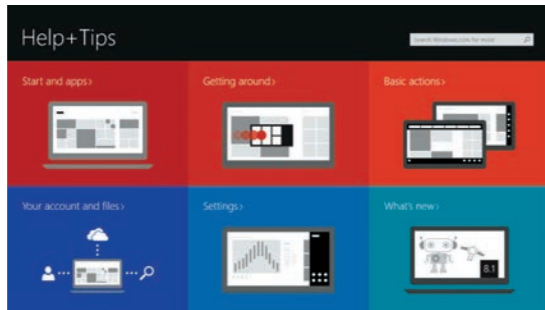 Help+Tips
Search Windows.com for more
Start and apps›
Getting around›
Basic actions›
Your account and files›
Settings›
What's new›
8.1